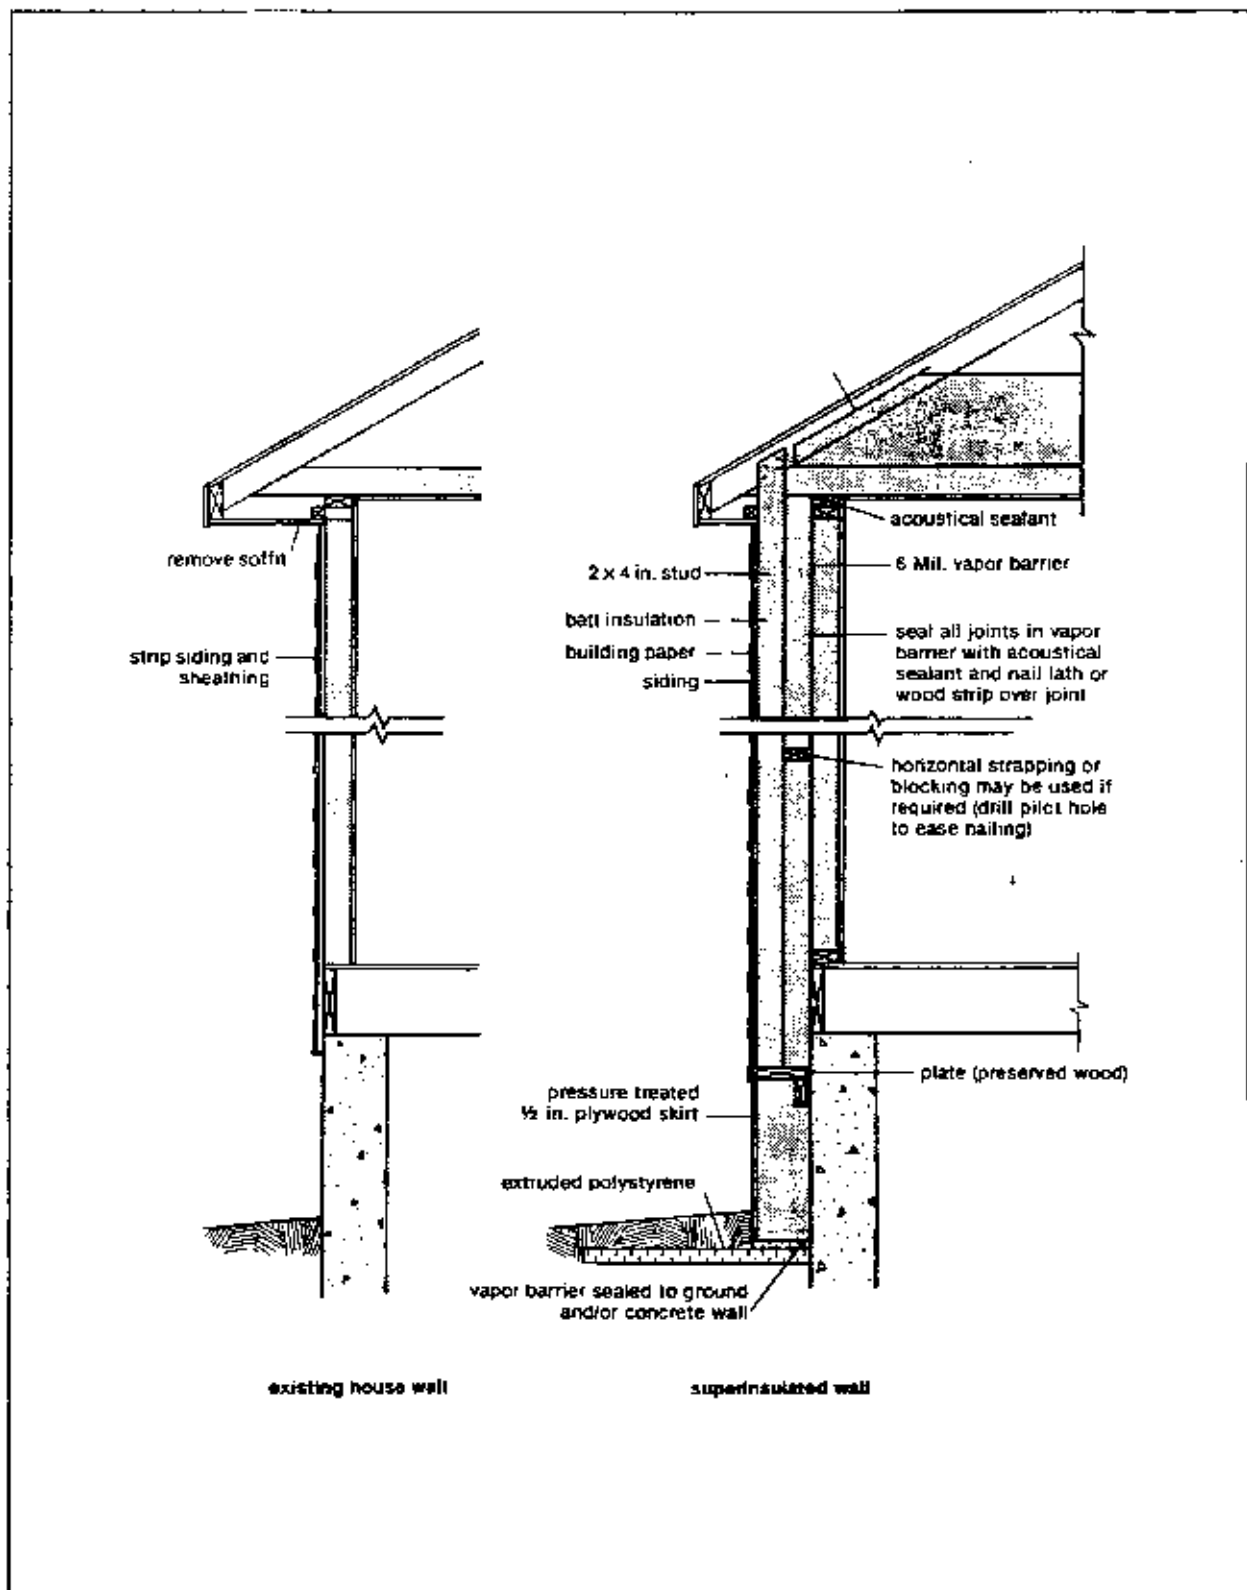 remove soffit
strip siding and
sheathing
existing house wall
acoustical sealant
2 x 4 in. stud
6 Mil. vapor barrier
batt insulation
building paper
siding
seal all joints in vapor
barrier with acoustical
sealant and nail lath or
wood strip over joint
horizontal strapping or
blocking may be used if
required (drill pilot hole
to ease nailing)
plate (preserved wood)
pressure treated
½ in. plywood skirt
extruded polystyrene
vapor barrier sealed to ground
and/or concrete wall
superinsulated wall